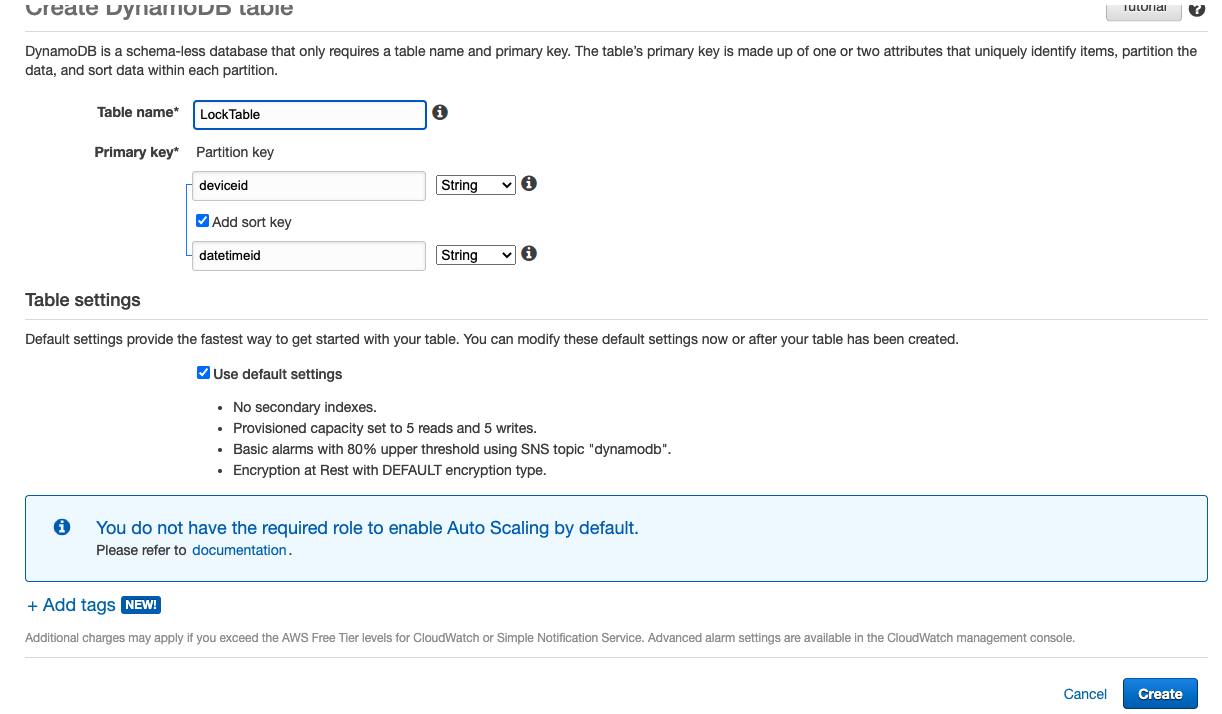 Create DynamoDB table
Tutorial
?
DynamoDB is a schema-less database that only requires a table name and primary key. The table's primary key is made up of one or two attributes that uniquely identify items, partition the
data, and sort data within each partition.
Table name* LockTable
Primary key* Partition key
deviceid String
Add sort key
datetimeid String
Table settings
Default settings provide the fastest way to get started with your table. You can modify these default settings now or after your table has been created.
Use default settings
• No secondary indexes.
• Provisioned capacity set to 5 reads and 5 writes.
• Basic alarms with 80% upper threshold using SNS topic "dynamodb".
• Encryption at Rest with DEFAULT encryption type.
You do not have the required role to enable Auto Scaling by default.
Please refer to documentation.
+ Add tags NEW!
Additional charges may apply if you exceed the AWS Free Tier levels for CloudWatch or Simple Notification Service. Advanced alarm settings are available in the CloudWatch management console.
Cancel Create